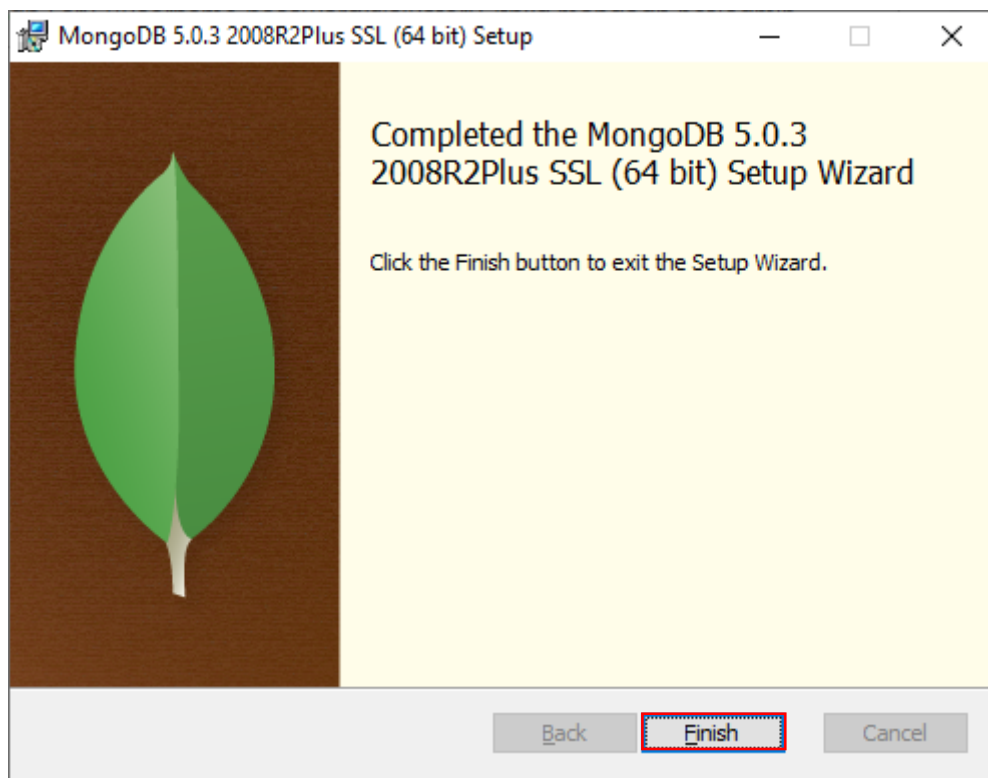 MongoDB 5.0.3 2008R2Plus SSL (64 bit) Setup
Completed the MongoDB 5.0.3
2008R2Plus SSL (64 bit) Setup Wizard
Click the Finish button to exit the Setup Wizard.
Back Finish Cancel